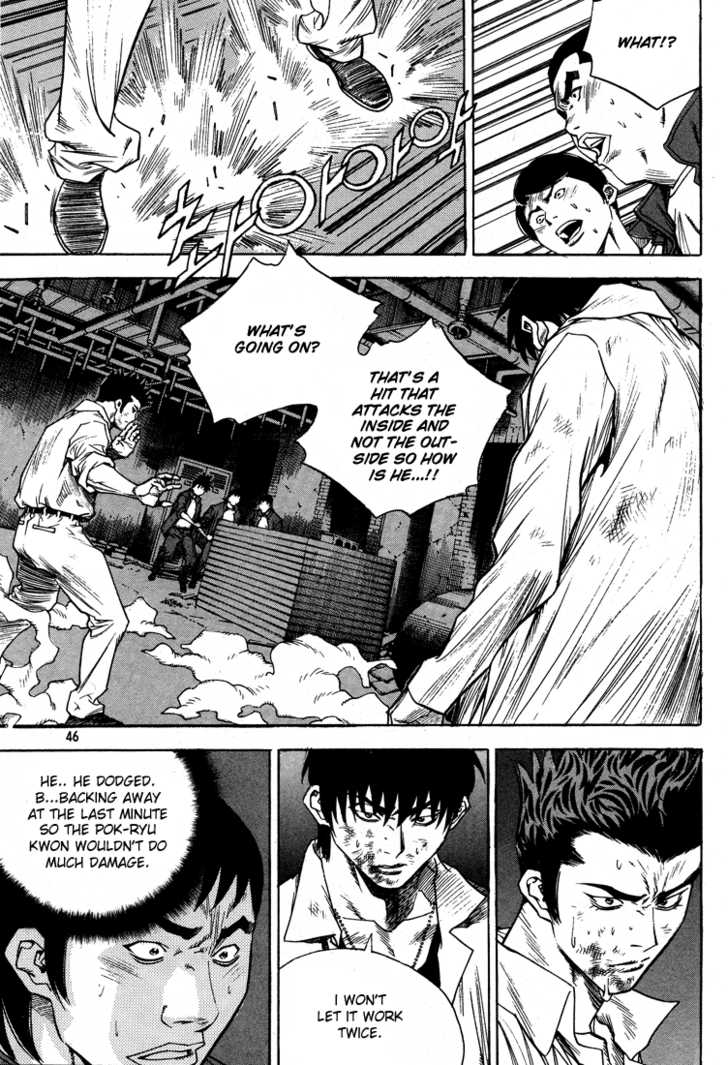 WHAT!?
WHAT'S
GOING ON?
THAT'S A
HIT THAT
ATTACKS THE
INSIDE AND
NOT THE OUT-
SIDE SO HOW
IS HE...!!
46
HE.. HE DODGED.
B...BACKING AWAY
AT THE LAST MINUTE
SO THE POK-RYU
KWON WOULDN'T DO
MUCH DAMAGE.
I WON'T
LET IT WORK
TWICE.